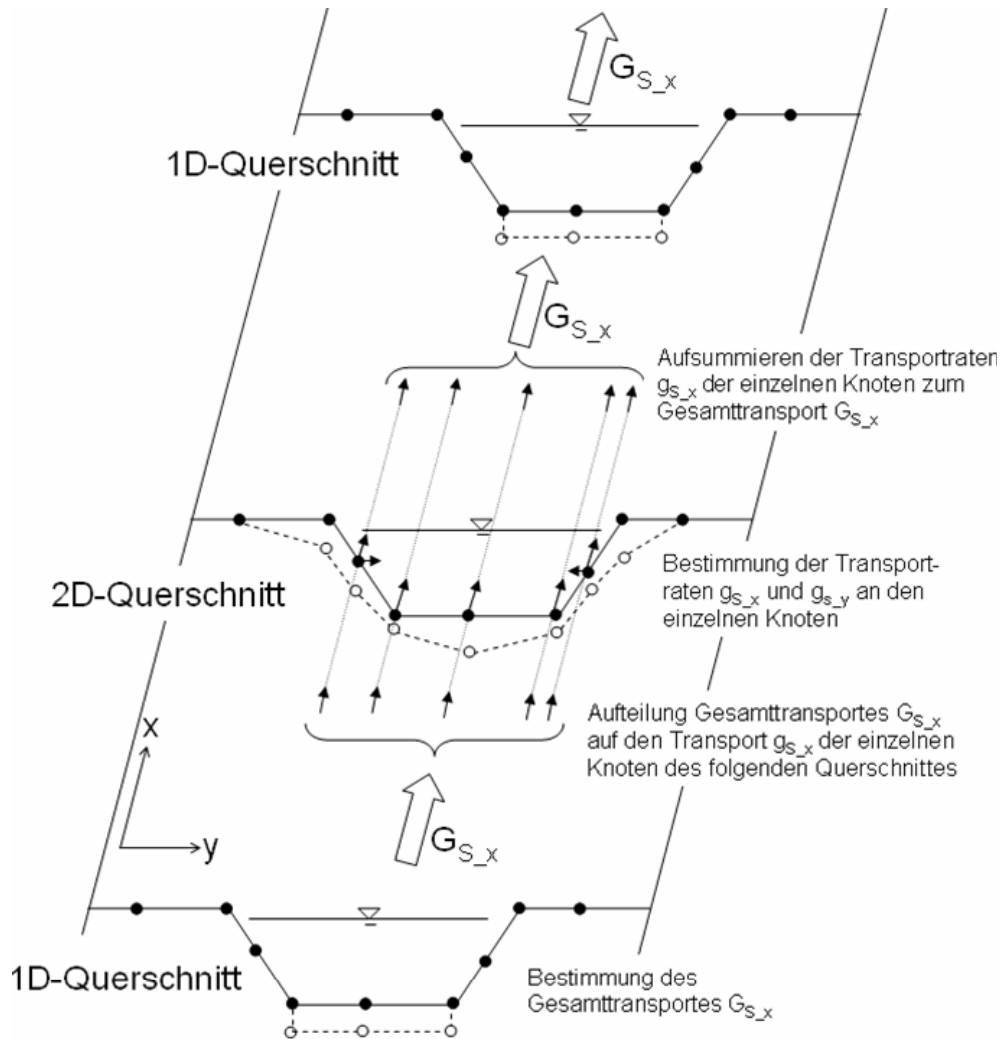 G_S_x
1D-Querschnitt
G_S_x
Aufsummieren der Transportraten
g_S_x der einzelnen Knoten zum
Gesamttransport G_S_x
2D-Querschnitt
Bestimmung der Transport-
raten g_S_x und g_s_y an den
einzelnen Knoten
x
y
Aufteilung Gesamttransportes G_S_x
auf den Transport g_S_x der einzelnen
Knoten des folgenden Querschnittes
G_S_x
1D-Querschnitt
Bestimmung des
Gesamttransportes G_S_x